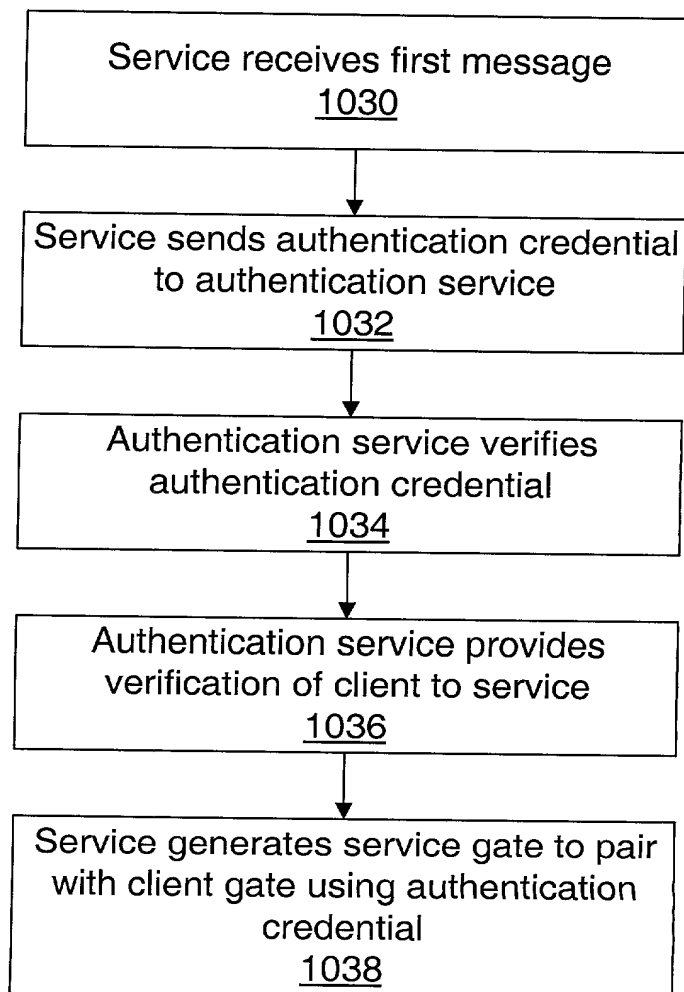 Service receives first message
1030
Service sends authentication credential
to authentication service
1032
Authentication service verifies
authentication credential
1034
Authentication service provides
verification of client to service
1036
Service generates service gate to pair
with client gate using authentication
credential
1038